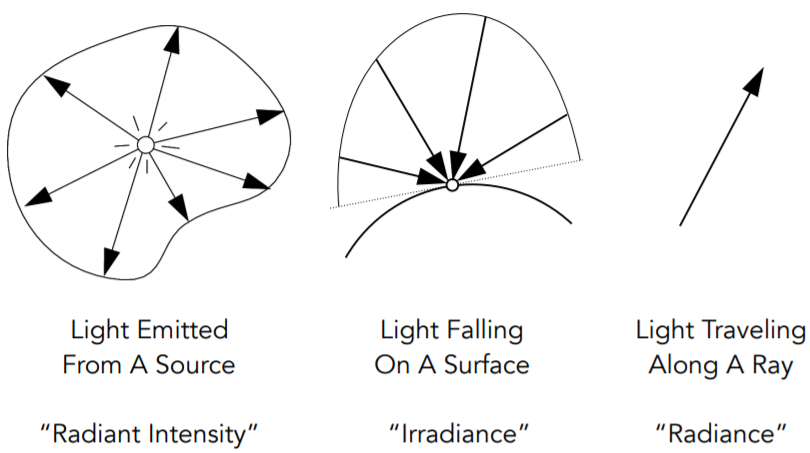 Light Emitted
From A Source
"Radiant Intensity"
Light Falling
On A Surface
"Irradiance"
Light Traveling
Along A Ray
"Radiance"